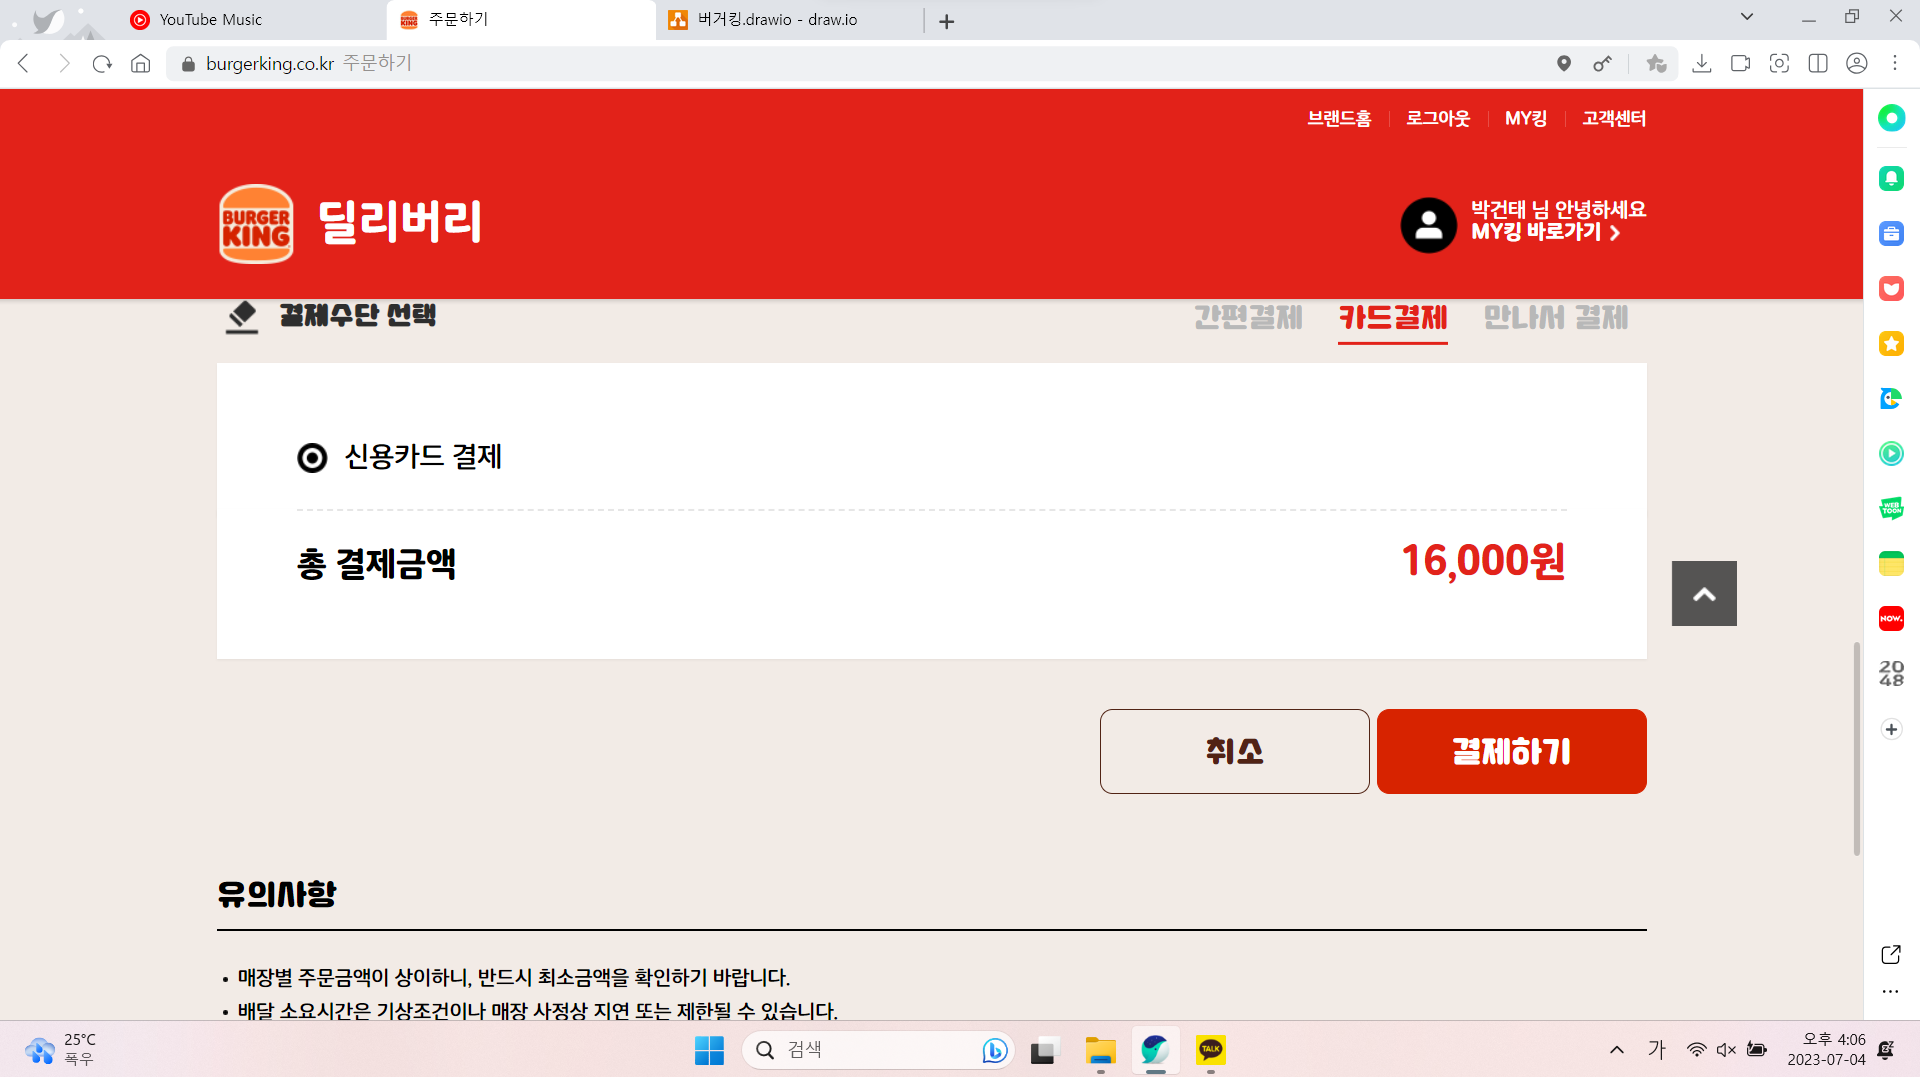 YouTube Music
주문하기
버거킹.drawio - draw.io
burgerking.co.kr 주문하기
브랜드홈
로그아웃
MY킹
고객센터
BURGER
KING
딜리버리
박건태 님 안녕하세요
MY킹 바로가기
결제수단 선택
간편결제
카드결제
만나서 결제
신용카드 결제
총 결제금액
16,000원
취소
결제하기
유의사항
• 매장별 주문금액이 상이하니, 반드시 최소금액을 확인하기 바랍니다.
• 배달 소요시간은 기상조건이나 매장 사정상 지연 또는 제한될 수 있습니다.
WEB
TOON
NOW.
20
48
25°C
폭우
검색
TALK
가
오후 4:06
2023-07-04